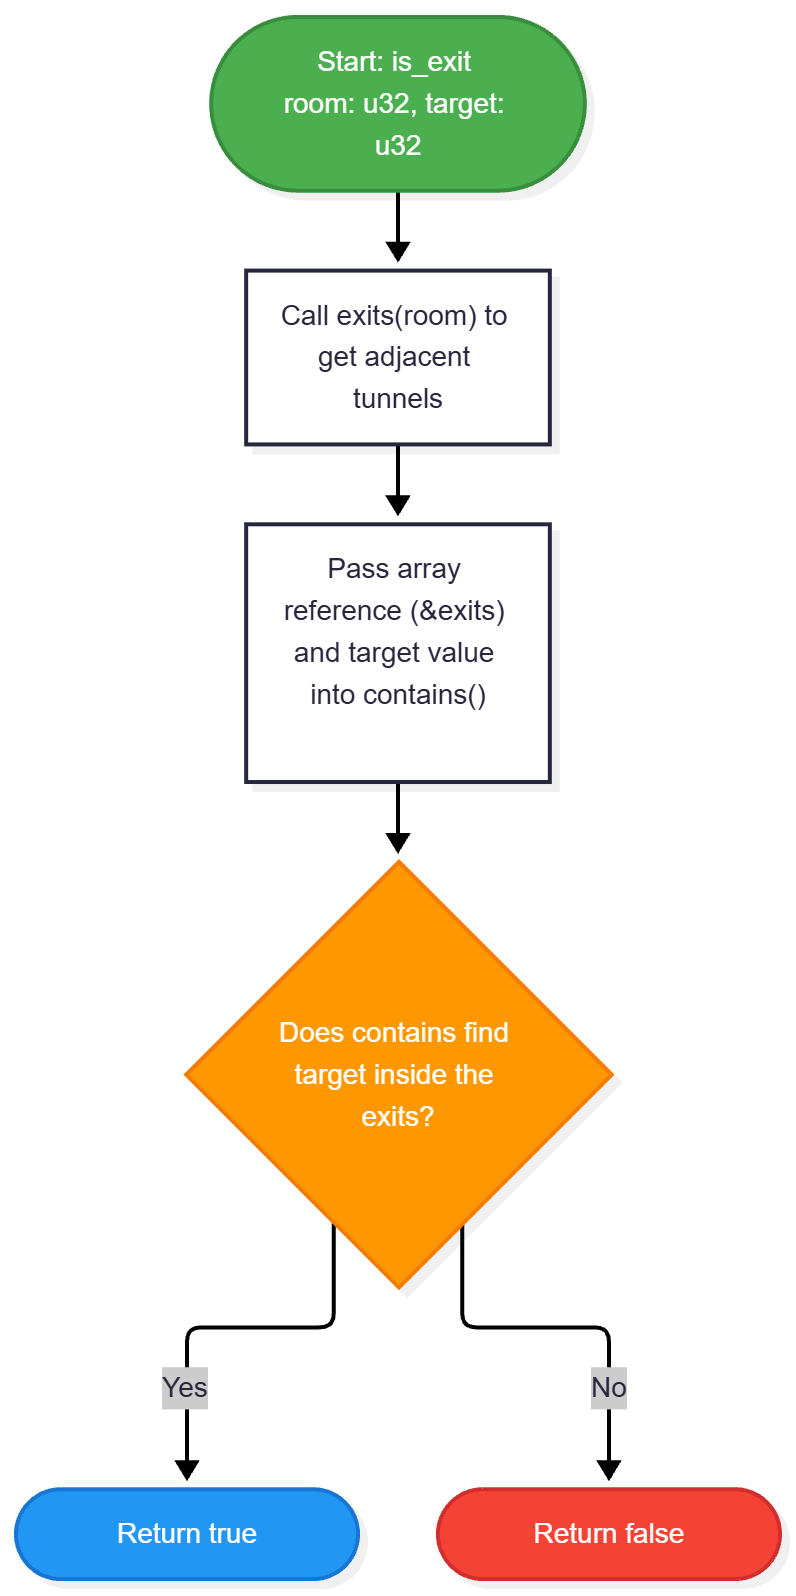 Start: is_exit
room: u32, target:
u32
Call exits(room) to
get adjacent
tunnels
Pass array
reference (&exits)
and target value
into contains()
Does contains find
target inside the
exits?
Yes
No
Return true
Return false